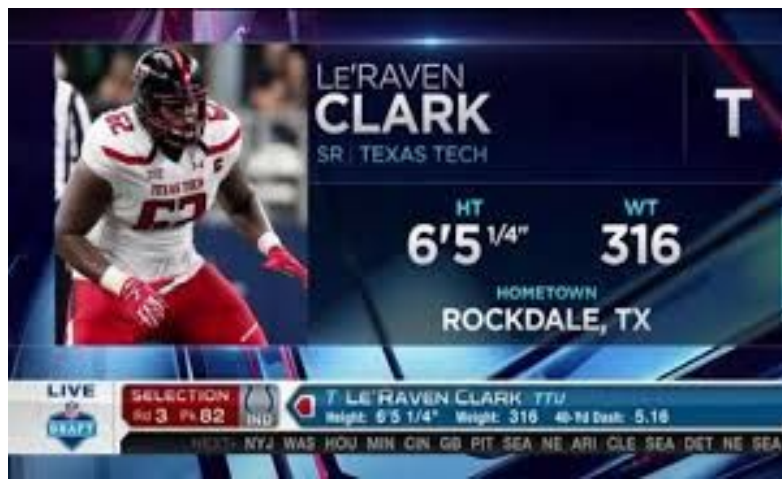 LE'RAVEN
CLARK
SR | TEXAS TECH
T
HT
6'5 1/4"
WT
316
HOMETOWN
ROCKDALE, TX
62
TEXAS TECH
62
LIVE
DRAFT
SELECTION
Rd 3 Pk 82
IND
T LE'RAVEN CLARK TTU
Height: 6'5 1/4" Weight: 316 40-Yd Dash: 5.16
NEXT: NYJ WAS HOU MIN CIN GB PIT SEA NE ARI CLE SEA DET NE SEA